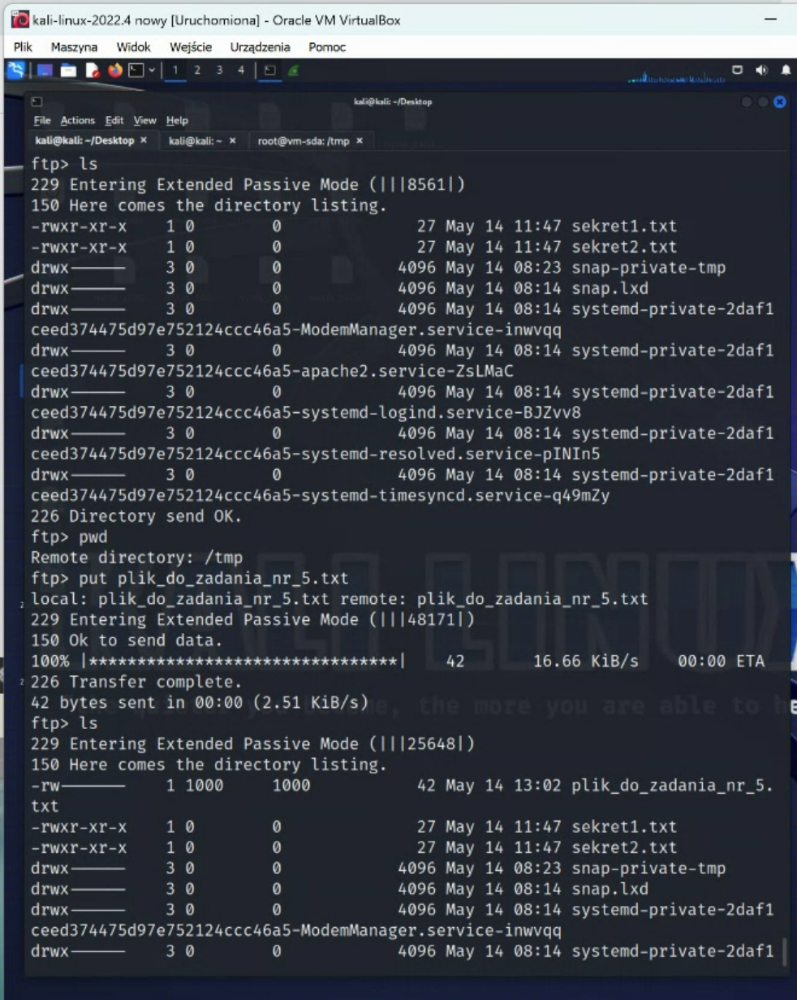 kali-linux-2022.4 nowy [Uruchomiona] - Oracle VM VirtualBox
Plik Maszyna Widok Wejście Urządzenia Pomoc
1 2 3 4
kali@kali: ~/Desktop
File Actions Edit View Help
kali@kali: ~/Desktop × kali@kali: ~ × root@vm-sda: /tmp ×
ftp> ls
229 Entering Extended Passive Mode (|||8561|)
150 Here comes the directory listing.
-rwxr-xr-x 1 0 0 27 May 14 11:47 sekret1.txt
-rwxr-xr-x 1 0 0 27 May 14 11:47 sekret2.txt
drwx------ 3 0 0 4096 May 14 08:23 snap-private-tmp
drwx------ 3 0 0 4096 May 14 08:14 snap.lxd
drwx------ 3 0 0 4096 May 14 08:14 systemd-private-2daf1
ceed374475d97e752124ccc46a5-ModemManager.service-inwvqq
drwx------ 3 0 0 4096 May 14 08:14 systemd-private-2daf1
ceed374475d97e752124ccc46a5-apache2.service-ZsLMaC
drwx------ 3 0 0 4096 May 14 08:14 systemd-private-2daf1
ceed374475d97e752124ccc46a5-systemd-logind.service-BJZvv8
drwx------ 3 0 0 4096 May 14 08:14 systemd-private-2daf1
ceed374475d97e752124ccc46a5-systemd-resolved.service-pININ5
drwx------ 3 0 0 4096 May 14 08:14 systemd-private-2daf1
ceed374475d97e752124ccc46a5-systemd-timesyncd.service-q49mZy
226 Directory send OK.
ftp> pwd
Remote directory: /tmp
ftp> put plik_do_zadania_nr_5.txt
local: plik_do_zadania_nr_5.txt remote: plik_do_zadania_nr_5.txt
229 Entering Extended Passive Mode (|||48171|)
150 Ok to send data.
100% |********************************| 42 16.66 KiB/s 00:00 ETA
226 Transfer complete.
42 bytes sent in 00:00 (2.51 KiB/s)
ftp> ls
229 Entering Extended Passive Mode (|||25648|)
150 Here comes the directory listing.
-rw------- 1 1000 1000 42 May 14 13:02 plik_do_zadania_nr_5.
txt
-rwxr-xr-x 1 0 0 27 May 14 11:47 sekret1.txt
-rwxr-xr-x 1 0 0 27 May 14 11:47 sekret2.txt
drwx------ 3 0 0 4096 May 14 08:23 snap-private-tmp
drwx------ 3 0 0 4096 May 14 08:14 snap.lxd
drwx------ 3 0 0 4096 May 14 08:14 systemd-private-2daf1
ceed374475d97e752124ccc46a5-ModemManager.service-inwvqq
drwx------ 3 0 0 4096 May 14 08:14 systemd-private-2daf1